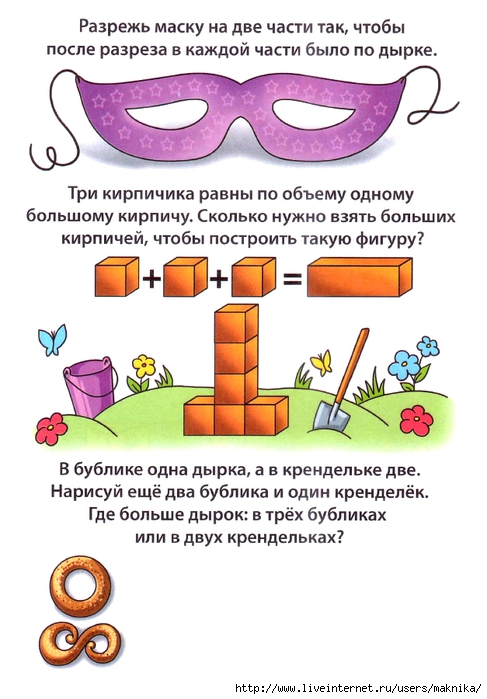 Разрежь маску на две части так, чтобы
после разреза в каждой части было по дырке.
Три кирпичика равны по объему одному
большому кирпичу. Сколько нужно взять больших
кирпичей, чтобы построить такую фигуру?
+ + =
В бублике одна дырка, а в крендельке две.
Нарисуй ещё два бублика и один кренделёк.
Где больше дырок: в трёх бубликах
или в двух крендельках?
http://www.liveinternet.ru/users/maknika/